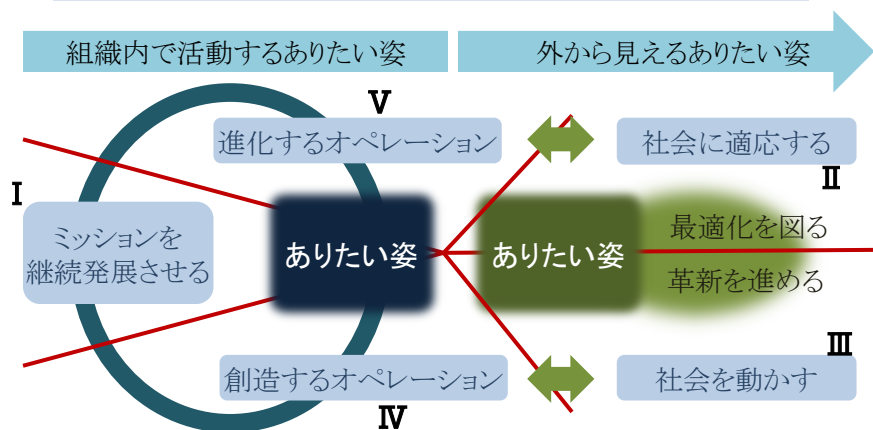 組織内で活動するありたい姿
外から見えるありたい姿
Ⅴ
進化するオペレーション
社会に適応する
Ⅱ
Ⅰ
ミッションを
継続発展させる
ありたい姿
ありたい姿
最適化を図る
革新を進める
Ⅲ
創造するオペレーション
社会を動かす
Ⅳ